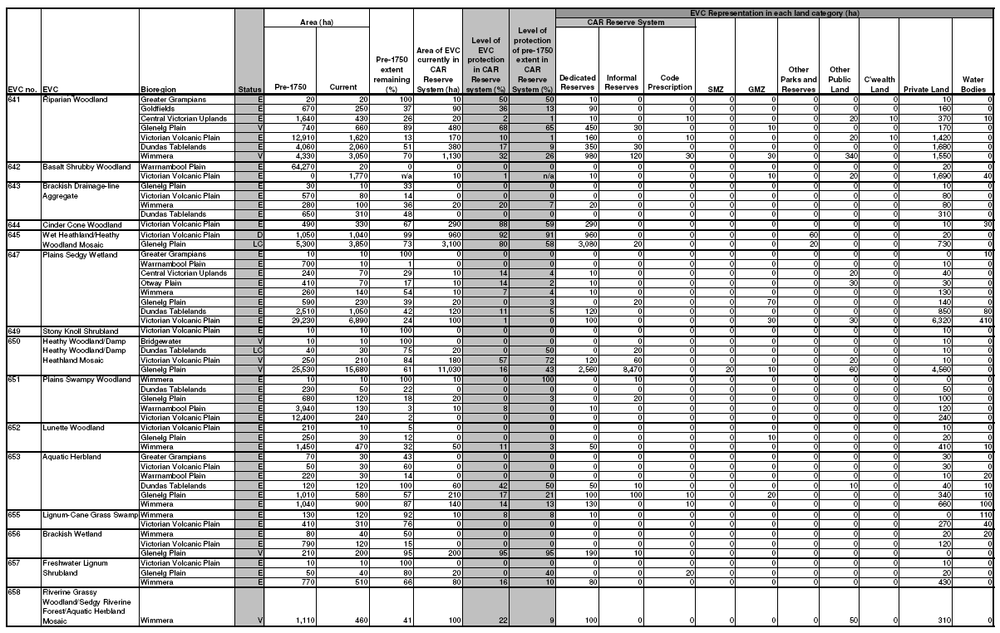 EVC Representation in each land category (ha)
Area (ha) CAR Reserve System
EVC no. EVC Bioregion Status Pre-1750 Current Pre-1750 extent remaining (%) Area of EVC currently in CAR Reserve System (ha) Level of EVC protection in CAR Reserve system (%) Level of protection of pre-1750 extent in CAR Reserve System (%) Dedicated Reserves Informal Reserves Code Prescription SMZ GMZ Other Parks and Reserves Other Public Land C'wealth Land Private Land Water Bodies
641 Riparian Woodland Greater Grampians E 20 20 100 10 50 50 10 0 0 0 0 0 0 0 10 0
Goldfields E 670 250 37 90 36 13 90 0 0 0 0 0 0 0 160 0
Central Victorian Uplands E 1,640 430 26 20 2 1 10 0 10 0 0 0 20 10 370 10
Glenelg Plain V 740 660 89 480 68 65 450 30 0 0 10 0 0 0 170 0
Victorian Volcanic Plain E 12,910 1,620 13 170 10 1 160 0 10 0 0 0 20 10 1,420 0
Dundas Tablelands E 4,060 2,060 51 380 17 9 350 30 0 0 0 0 0 0 1,680 0
Wimmera V 4,330 3,050 70 1,130 32 26 980 120 30 0 30 0 340 0 1,550 0
642 Basalt Shrubby Woodland Warrnambool Plain E 64,270 20 0 0 0 0 0 0 0 0 0 0 0 0 20 0
Victorian Volcanic Plain E 0 1,770 n/a 10 1 n/a 10 0 0 0 10 0 20 0 1,690 40
643 Brackish Drainage-line Glenelg Plain E 30 10 33 0 0 0 0 0 0 0 0 0 0 0 10 0
Aggregate Victorian Volcanic Plain E 570 80 14 0 0 0 0 0 0 0 0 0 0 0 80 0
Wimmera E 280 100 36 20 20 7 20 0 0 0 0 0 0 0 80 0
Dundas Tablelands E 650 310 48 0 0 0 0 0 0 0 0 0 0 0 310 0
644 Cinder Cone Woodland Victorian Volcanic Plain E 490 330 67 290 88 59 290 0 0 0 0 0 0 0 10 30
645 Wet Heathland/Heathy Victorian Volcanic Plain D 1,050 1,040 99 960 92 91 960 0 0 0 0 60 0 0 20 0
Woodland Mosaic Glenelg Plain LC 5,300 3,850 73 3,100 80 58 3,080 20 0 0 0 20 0 0 730 0
647 Plains Sedgy Wetland Greater Grampians E 10 10 100 0 0 0 0 0 0 0 0 0 0 0 0 10
Warrnambool Plain E 700 10 1 0 0 0 0 0 0 0 0 0 0 0 10 0
Central Victorian Uplands E 240 70 29 10 14 4 10 0 0 0 0 0 20 0 40 0
Otway Plain E 410 70 17 10 14 2 10 0 0 0 0 0 30 0 30 0
Wimmera E 260 140 54 10 7 4 10 0 0 0 0 0 0 0 130 0
Glenelg Plain E 590 230 39 20 0 3 0 20 0 0 70 0 0 0 140 0
Dundas Tablelands E 2,510 1,050 42 120 11 5 120 0 0 0 0 0 0 0 850 80
Victorian Volcanic Plain E 29,230 6,890 24 100 1 0 100 0 0 0 30 0 30 0 6,320 410
649 Stony Knoll Shrubland Victorian Volcanic Plain E 10 10 100 0 0 0 0 0 0 0 0 0 0 0 10 0
650 Heathy Woodland/Damp Bridgewater V 10 10 100 0 0 0 0 0 0 0 0 0 0 0 10 0
Heathy Woodland/Damp Dundas Tablelands LC 40 30 75 20 0 50 0 20 0 0 0 0 0 0 10 0
Heathland Mosaic Victorian Volcanic Plain V 250 210 84 180 57 72 120 60 0 0 0 0 20 0 10 0
Glenelg Plain V 25,530 15,680 61 11,030 16 43 2,560 8,470 0 20 10 0 60 0 4,560 0
651 Plains Swampy Woodland Wimmera E 10 10 100 10 0 100 0 10 0 0 0 0 0 0 0 0
Dundas Tablelands E 230 50 22 0 0 0 0 0 0 0 0 0 0 0 50 0
Glenelg Plain E 680 120 18 20 0 3 0 20 0 0 0 0 0 0 100 0
Warrnambool Plain E 3,940 130 3 10 8 0 10 0 0 0 0 0 0 0 120 0
Victorian Volcanic Plain E 12,400 240 2 0 0 0 0 0 0 0 0 0 0 0 240 0
652 Lunette Woodland Victorian Volcanic Plain E 210 10 5 0 0 0 0 0 0 0 0 0 0 0 10 0
Glenelg Plain E 250 30 12 0 0 0 0 0 0 0 10 0 0 0 20 0
Wimmera E 1,450 470 32 50 11 3 50 0 0 0 0 0 0 0 410 10
653 Aquatic Herbland Greater Grampians E 70 30 43 0 0 0 0 0 0 0 0 0 0 0 30 0
Victorian Volcanic Plain E 50 30 60 0 0 0 0 0 0 0 0 0 0 0 30 0
Warrnambool Plain E 220 30 14 0 0 0 0 0 0 0 0 0 0 0 10 20
Dundas Tablelands E 120 120 100 60 42 50 50 10 0 0 0 0 10 0 40 10
Glenelg Plain E 1,010 580 57 210 17 21 100 100 10 0 20 0 0 0 340 10
Wimmera E 1,040 900 87 140 14 13 130 0 10 0 0 0 0 0 660 100
655 Lignum-Cane Grass Swamp Wimmera E 130 120 92 10 8 8 10 0 0 0 0 0 0 0 0 110
Victorian Volcanic Plain E 410 310 76 0 0 0 0 0 0 0 0 0 0 0 270 40
656 Brackish Wetland Wimmera E 80 40 50 0 0 0 0 0 0 0 0 0 0 0 20 20
Victorian Volcanic Plain E 790 120 15 0 0 0 0 0 0 0 0 0 0 0 120 0
Glenelg Plain V 210 200 95 200 95 95 190 10 0 0 0 0 0 0 0 0
657 Freshwater Lignum Victorian Volcanic Plain E 10 10 100 0 0 0 0 0 0 0 0 0 0 0 10 0
Shrubland Glenelg Plain E 50 40 80 20 0 40 0 0 20 0 0 0 0 0 20 0
Wimmera E 770 510 66 80 16 10 80 0 0 0 0 0 0 0 430 0
658 Riverine Grassy
Woodland/Sedgy Riverine
Forest/Aquatic Herbland
Mosaic Wimmera V 1,110 460 41 100 22 9 100 0 0 0 0 0 50 0 310 0